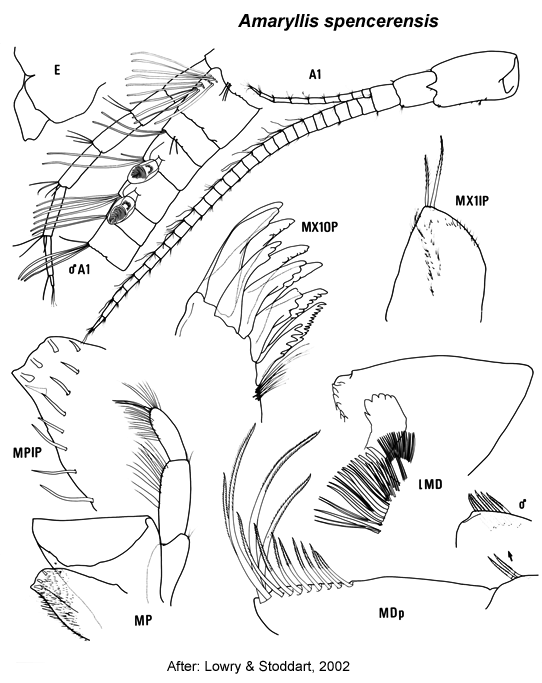 Amaryllis spencerensis
E
A1
MX1OP
MX1IP
♂A1
MPIP
lMD
♂
MP
MDp
After: Lowry & Stoddart, 2002